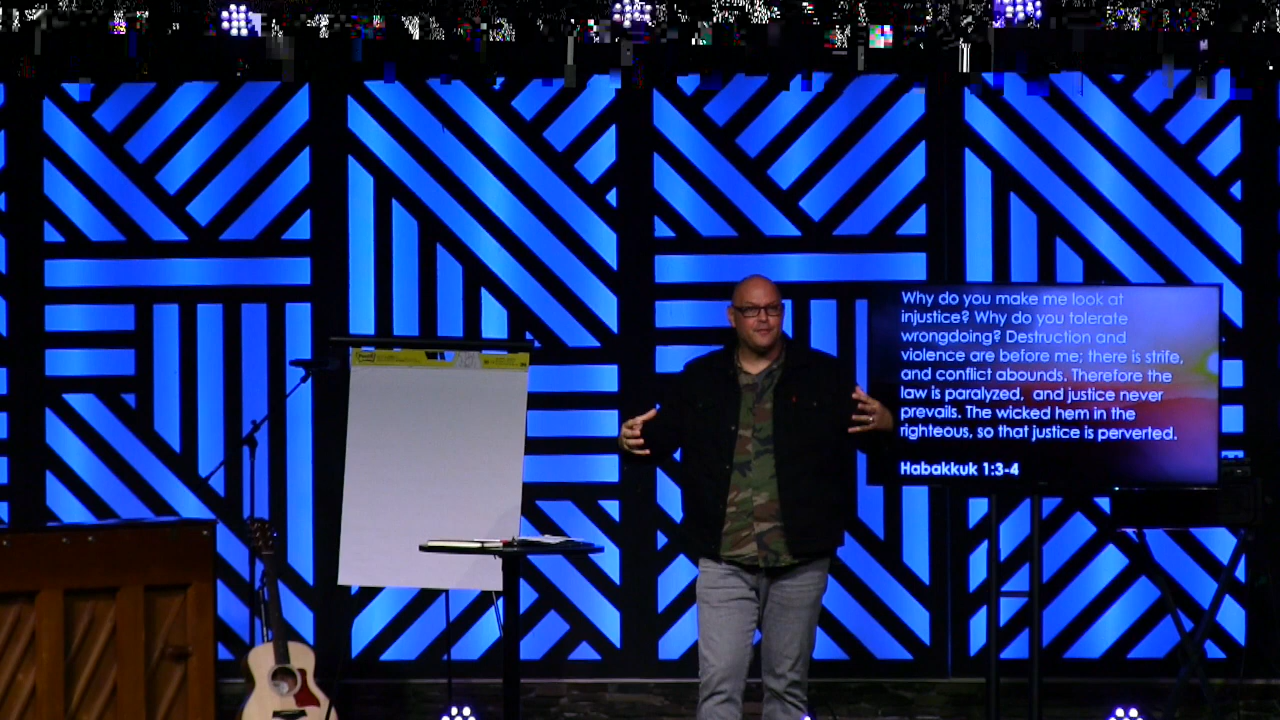 Why do you make me look at
injustice? Why do you tolerate
wrongdoing? Destruction and
violence are before me; there is strife,
and conflict abounds. Therefore the
law is paralyzed, and justice never
prevails. The wicked hem in the
righteous, so that justice is perverted.
Habakkuk 1:3-4